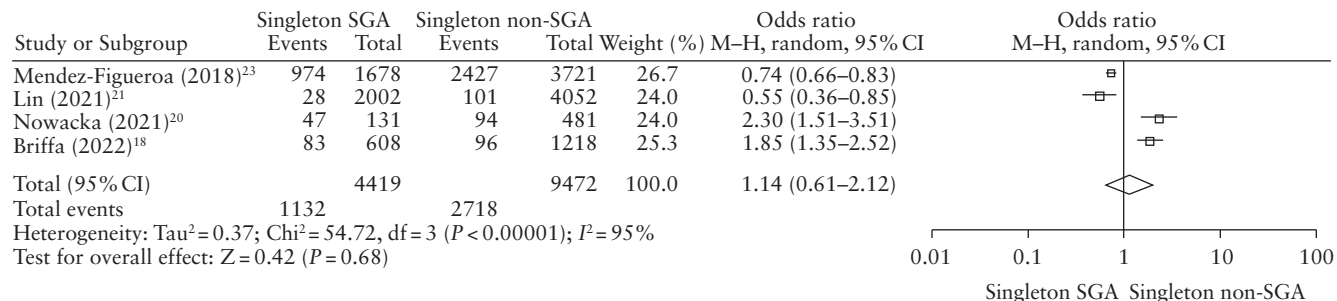 Singleton SGA Singleton non-SGA Odds ratio Odds ratio
Study or Subgroup Events Total Events Total Weight (%) M–H, random, 95% CI M–H, random, 95% CI
Mendez-Figueroa (2018)²³ 974 1678 2427 3721 26.7 0.74 (0.66–0.83)
Lin (2021)²¹ 28 2002 101 4052 24.0 0.55 (0.36–0.85)
Nowacka (2021)²⁰ 47 131 94 481 24.0 2.30 (1.51–3.51)
Briffa (2022)¹⁸ 83 608 96 1218 25.3 1.85 (1.35–2.52)
Total (95% CI) 4419 9472 100.0 1.14 (0.61–2.12)
Total events 1132 2718
Heterogeneity: Tau² = 0.37; Chi² = 54.72, df = 3 (P < 0.00001); I² = 95%
Test for overall effect: Z = 0.42 (P = 0.68)
0.01 0.1 1 10 100
Singleton SGA Singleton non-SGA